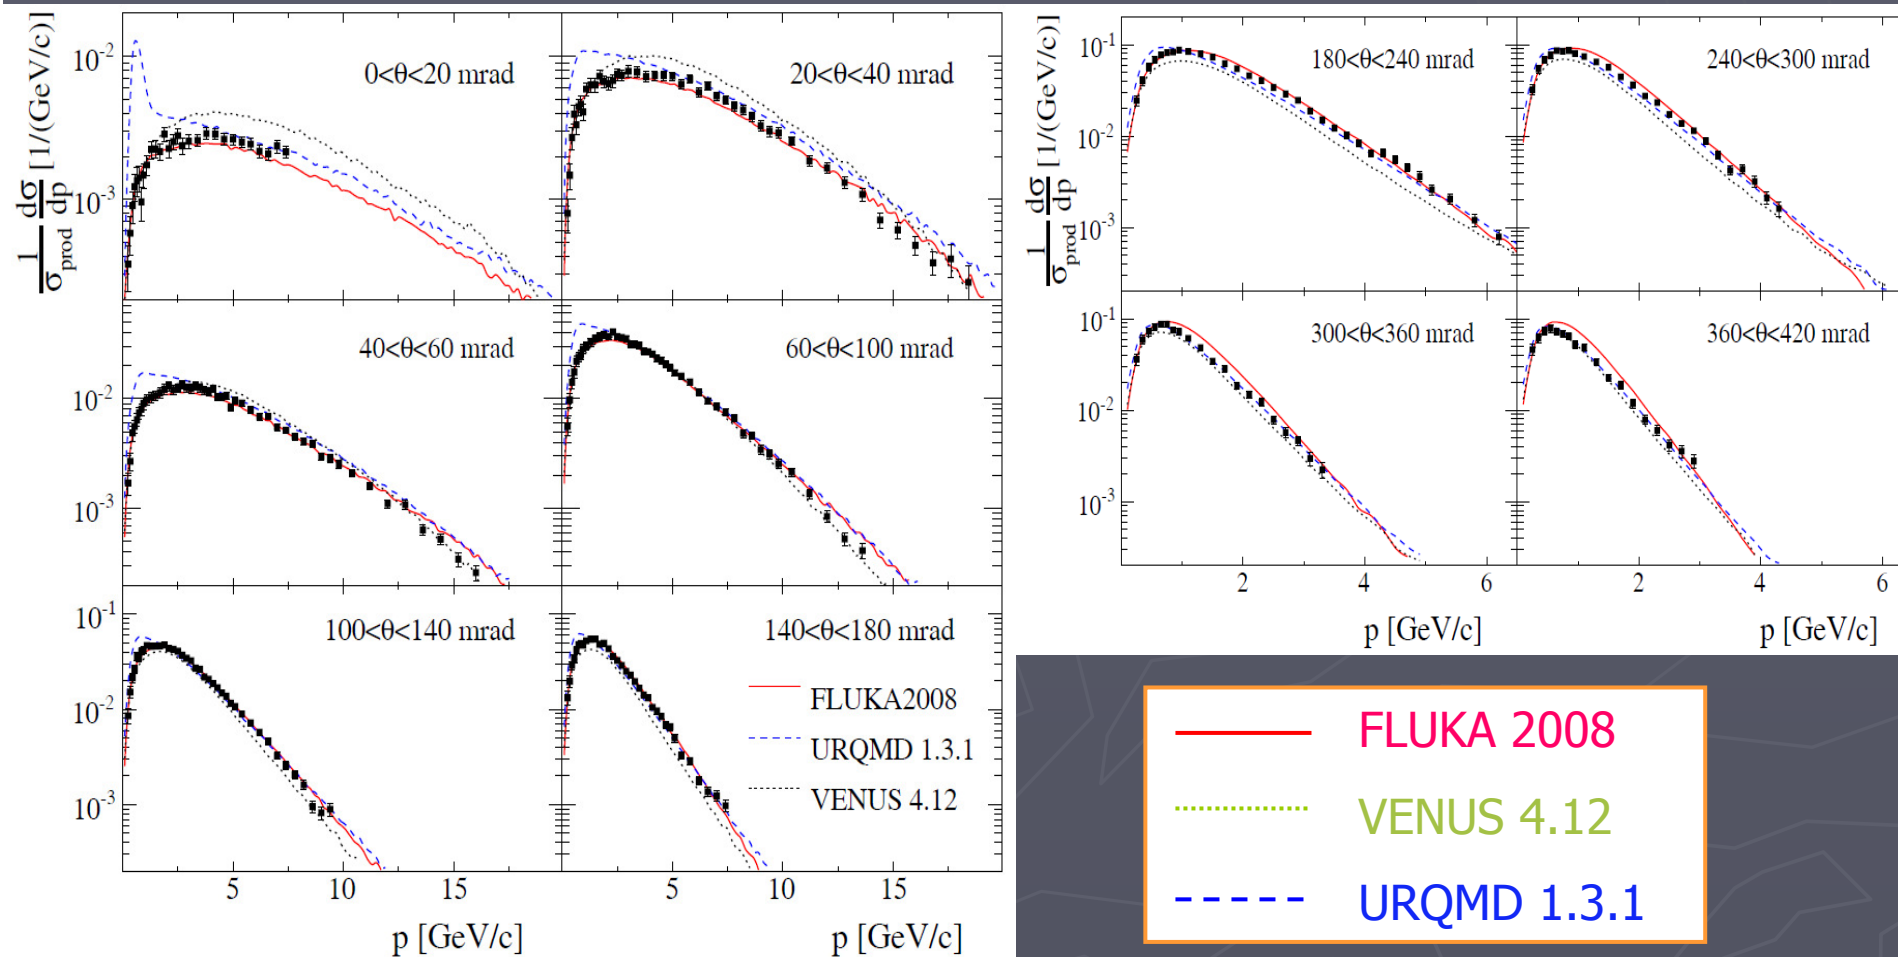 1/σprod dσ/dp [1/(GeV/c)]
10⁻²
10⁻³
0<θ<20 mrad
20<θ<40 mrad
10⁻²
10⁻³
40<θ<60 mrad
60<θ<100 mrad
10⁻¹
10⁻²
10⁻³
100<θ<140 mrad
140<θ<180 mrad
FLUKA2008
URQMD 1.3.1
VENUS 4.12
5 10 15
5 10 15
p [GeV/c]
p [GeV/c]
1/σprod dσ/dp [1/(GeV/c)]
10⁻¹
10⁻²
10⁻³
180<θ<240 mrad
240<θ<300 mrad
10⁻¹
10⁻²
10⁻³
300<θ<360 mrad
360<θ<420 mrad
2 4 6
2 4 6
p [GeV/c]
p [GeV/c]
FLUKA 2008
VENUS 4.12
URQMD 1.3.1